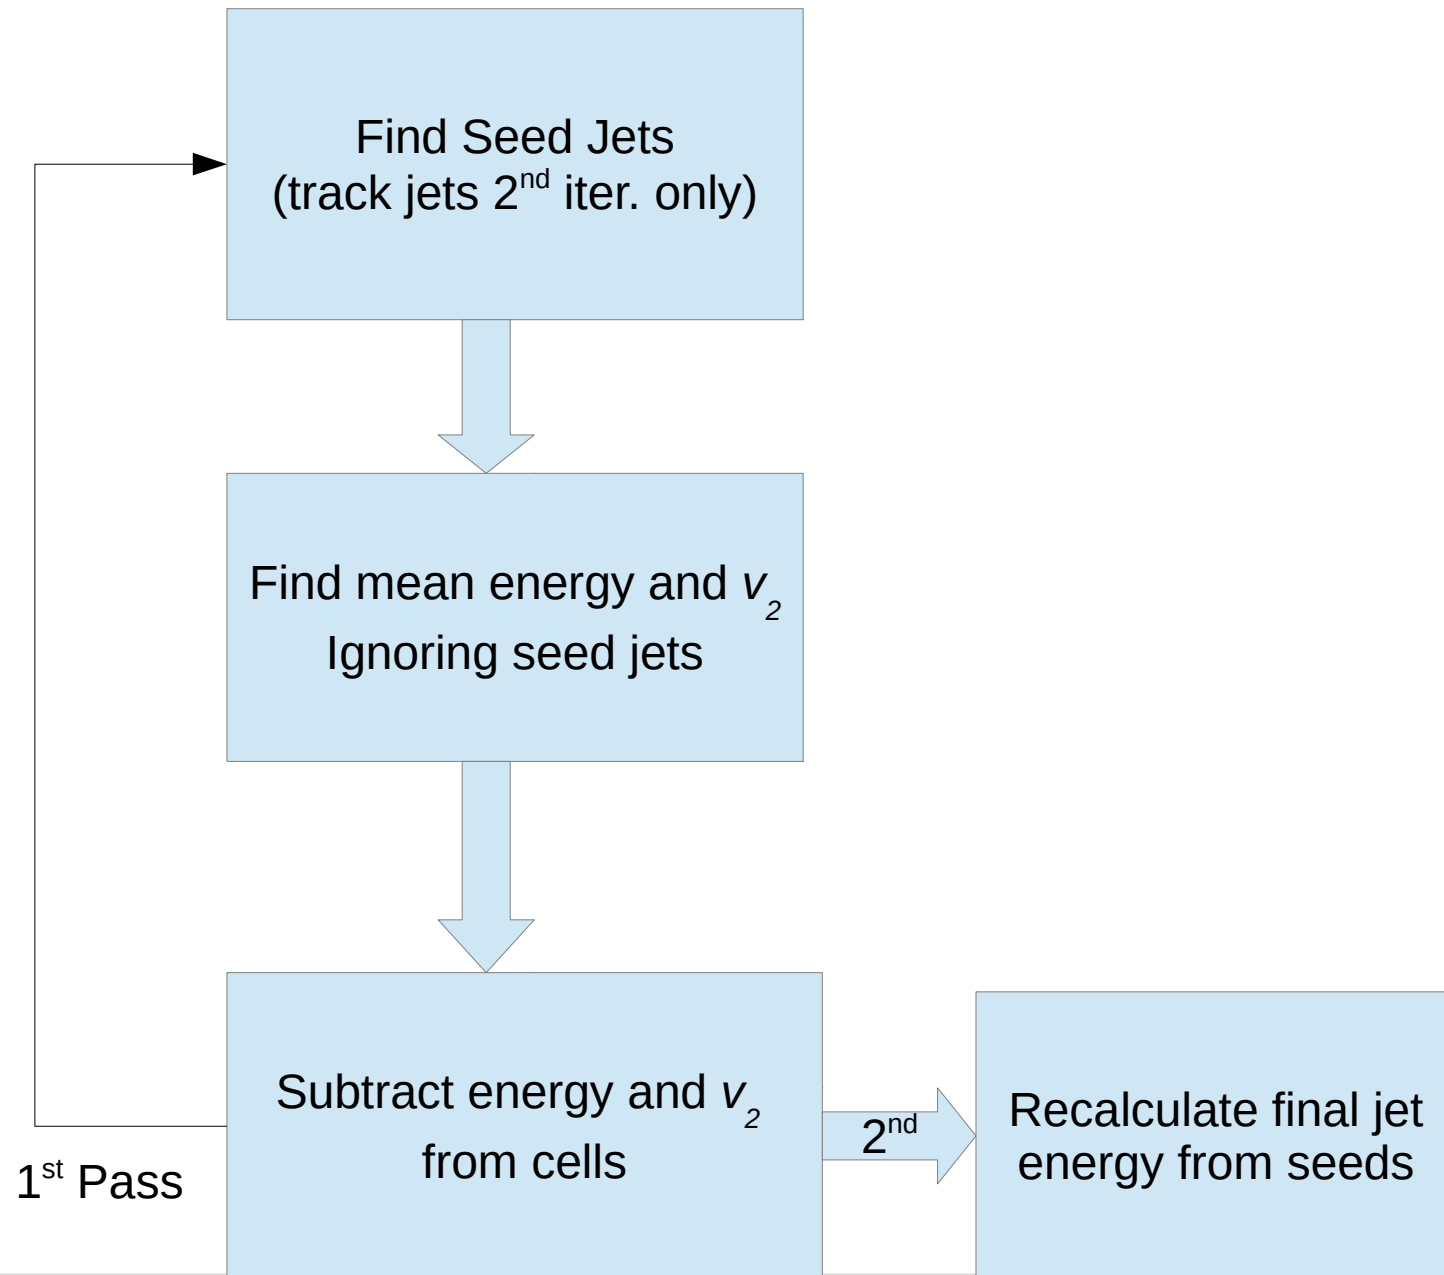 Find Seed Jets
(track jets 2nd iter. only)
Find mean energy and v2
Ignoring seed jets
Subtract energy and v2
from cells
1st Pass
2nd
Recalculate final jet
energy from seeds